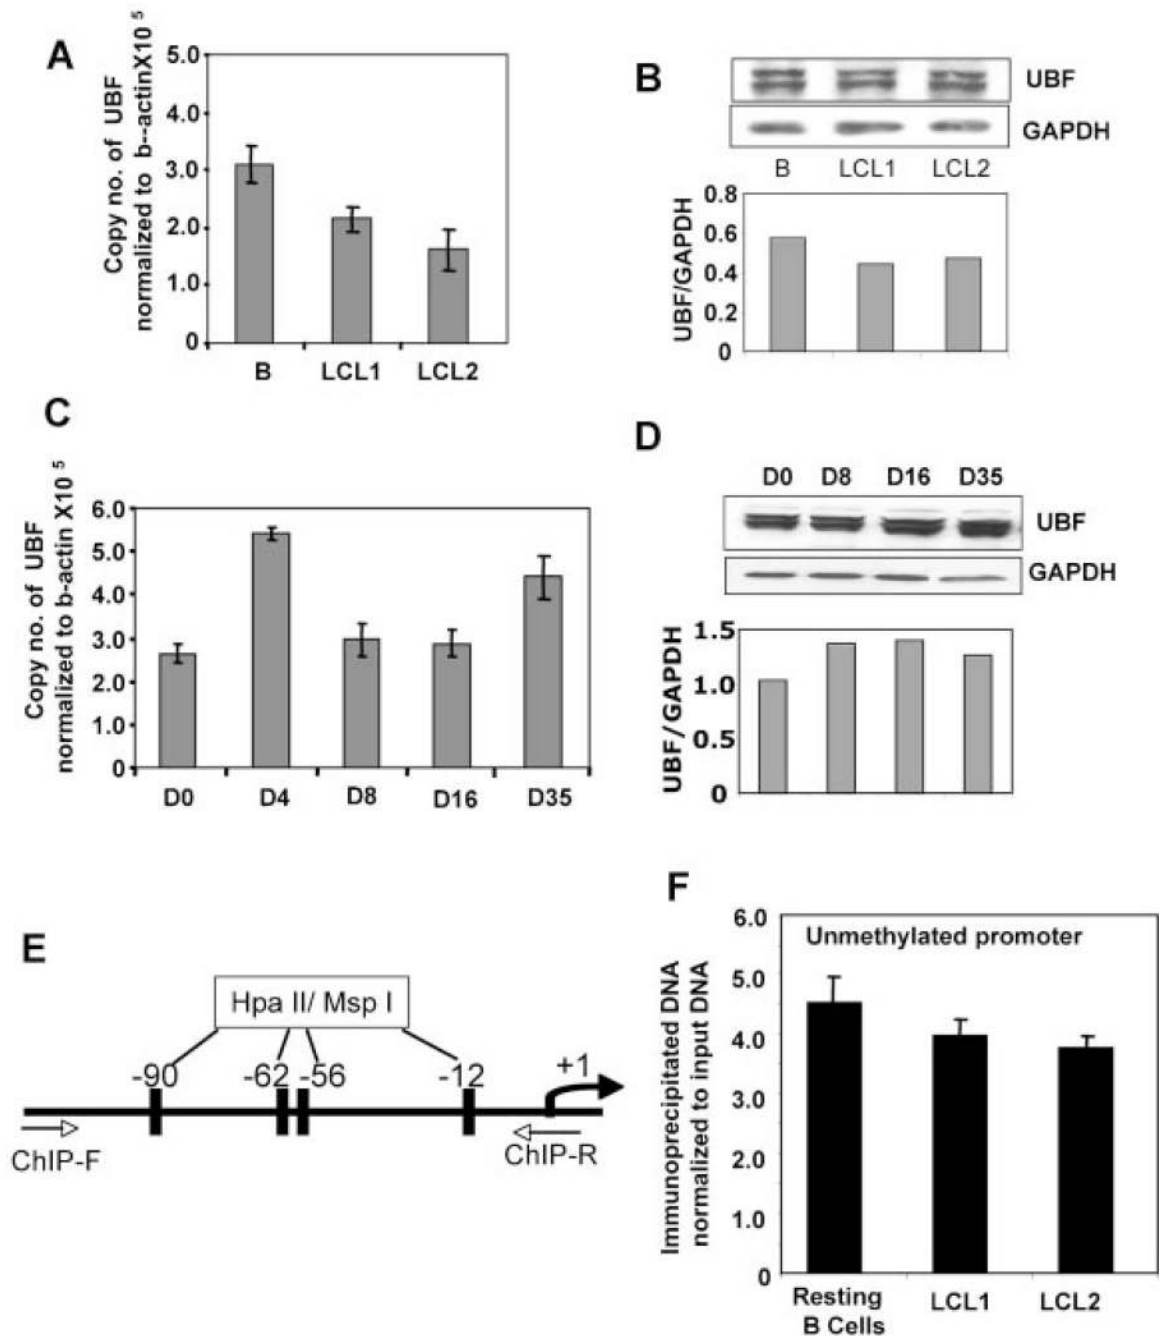 A
Copy no. of UBF
normalized to b--actinX10 5
5.0
4.0
3.0
2.0
1.0
0
B
LCL1
LCL2
B
UBF
GAPDH
B
LCL1
LCL2
UBF/GAPDH
0.8
0.6
0.4
0.2
0
C
Copy no. of UBF
normalized to b-actin X10 5
6.0
5.0
4.0
3.0
2.0
1.0
0
D0
D4
D8
D16
D35
D
D0
D8
D16
D35
UBF
GAPDH
UBF/GAPDH
1.5
1.0
0.5
0
E
Hpa II/ Msp I
-90
-62
-56
-12
+1
ChIP-F
ChIP-R
F
Immunoprecipitated DNA
normalized to input DNA
6.0
5.0
4.0
3.0
2.0
1.0
0
Unmethylated promoter
Resting
B Cells
LCL1
LCL2